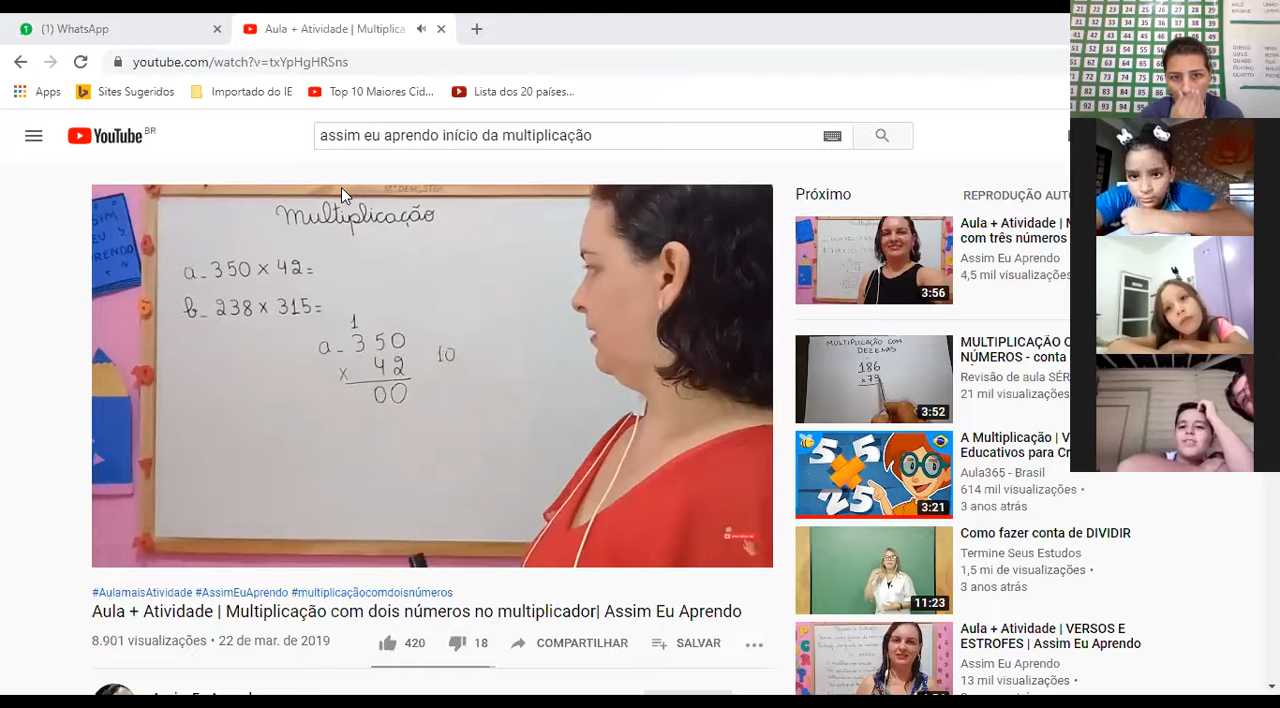 (1) WhatsApp
Aula + Atividade | Multiplica
youtube.com/watch?v=txYpHgHRSns
Apps
Sites Sugeridos
Importado do IE
Top 10 Maiores Cid...
Lista dos 20 países...
YouTube BR
assim eu aprendo início da multiplicação
Multiplicação
a_ 350 x 42=
b_ 238 x 315=
1
a_ 350
x 42
10
00
#AulamaisAtividade #AssimEuAprendo #multiplicaçãocomdoisnúmeros
Aula + Atividade | Multiplicação com dois números no multiplicador| Assim Eu Aprendo
8.901 visualizações • 22 de mar. de 2019
420
18
COMPARTILHAR
SALVAR
Próximo
REPRODUÇÃO AUTO
Aula + Atividade | M
com três números
Assim Eu Aprendo
4,5 mil visualizações
3:56
MULTIPLICAÇÃO COM
DEZENAS
186
x 79
3:52
MULTIPLICAÇÃO C
NÚMEROS - conta
Revisão de aula SÉR
21 mil visualizações
3:21
A Multiplicação | V
Educativos para Cr
Aula365 - Brasil
614 mil visualizações •
3 anos atrás
11:23
Como fazer conta de DIVIDIR
Termine Seus Estudos
1,5 mi de visualizações •
3 anos atrás
Aula + Atividade | VERSOS E
ESTROFES | Assim Eu Aprendo
Assim Eu Aprendo
13 mil visualizações •